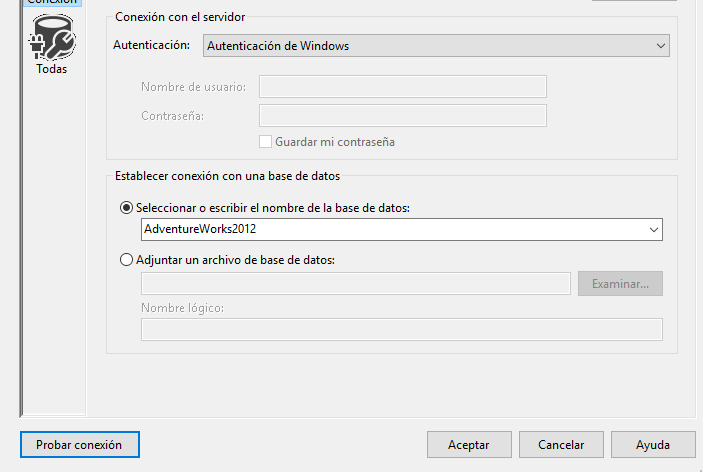 Conexión
Todas
Conexión con el servidor
Autenticación: Autenticación de Windows
Nombre de usuario:
Contraseña:
Guardar mi contraseña
Establecer conexión con una base de datos
Seleccionar o escribir el nombre de la base de datos:
AdventureWorks2012
Adjuntar un archivo de base de datos:
Examinar...
Nombre lógico:
Probar conexión Aceptar Cancelar Ayuda